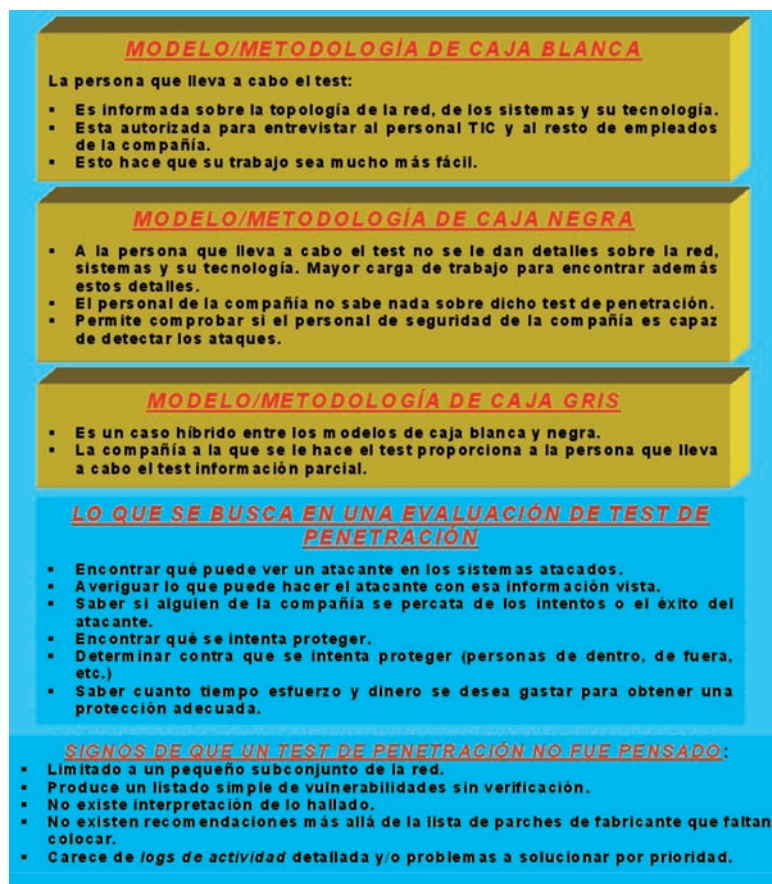 MODELO/METODOLOGÍA DE CAJA BLANCA
La persona que lleva a cabo el test:
▪ Es informada sobre la topología de la red, de los sistemas y su tecnología.
▪ Esta autorizada para entrevistar al personal TIC y al resto de empleados
de la compañía.
▪ Esto hace que su trabajo sea mucho más fácil.
MODELO/METODOLOGÍA DE CAJA NEGRA
▪ A la persona que lleva a cabo el test no se le dan detalles sobre la red,
sistemas y su tecnología. Mayor carga de trabajo para encontrar además
estos detalles.
▪ El personal de la compañía no sabe nada sobre dicho test de penetración.
▪ Permite comprobar si el personal de seguridad de la compañía es capaz
de detectar los ataques.
MODELO/METODOLOGÍA DE CAJA GRIS
▪ Es un caso híbrido entre los modelos de caja blanca y negra.
▪ La compañía a la que se le hace el test proporciona a la persona que lleva
a cabo el test información parcial.
LO QUE SE BUSCA EN UNA EVALUACIÓN DE TEST DE
PENETRACIÓN
▪ Encontrar qué puede ver un atacante en los sistemas atacados.
▪ Averiguar lo que puede hacer el atacante con esa información vista.
▪ Saber si alguien de la compañía se percata de los intentos o el éxito del
atacante.
▪ Encontrar qué se intenta proteger.
▪ Determinar contra que se intenta proteger (personas de dentro, de fuera,
etc.)
▪ Saber cuanto tiempo esfuerzo y dinero se desea gastar para obtener una
protección adecuada.
SIGNOS DE QUE UN TEST DE PENETRACIÓN NO FUE PENSADO:
▪ Limitado a un pequeño subconjunto de la red.
▪ Produce un listado simple de vulnerabilidades sin verificación.
▪ No existe interpretación de lo hallado.
▪ No existen recomendaciones más allá de la lista de parches de fabricante que faltan
colocar.
▪ Carece de logs de actividad detallada y/o problemas a solucionar por prioridad.